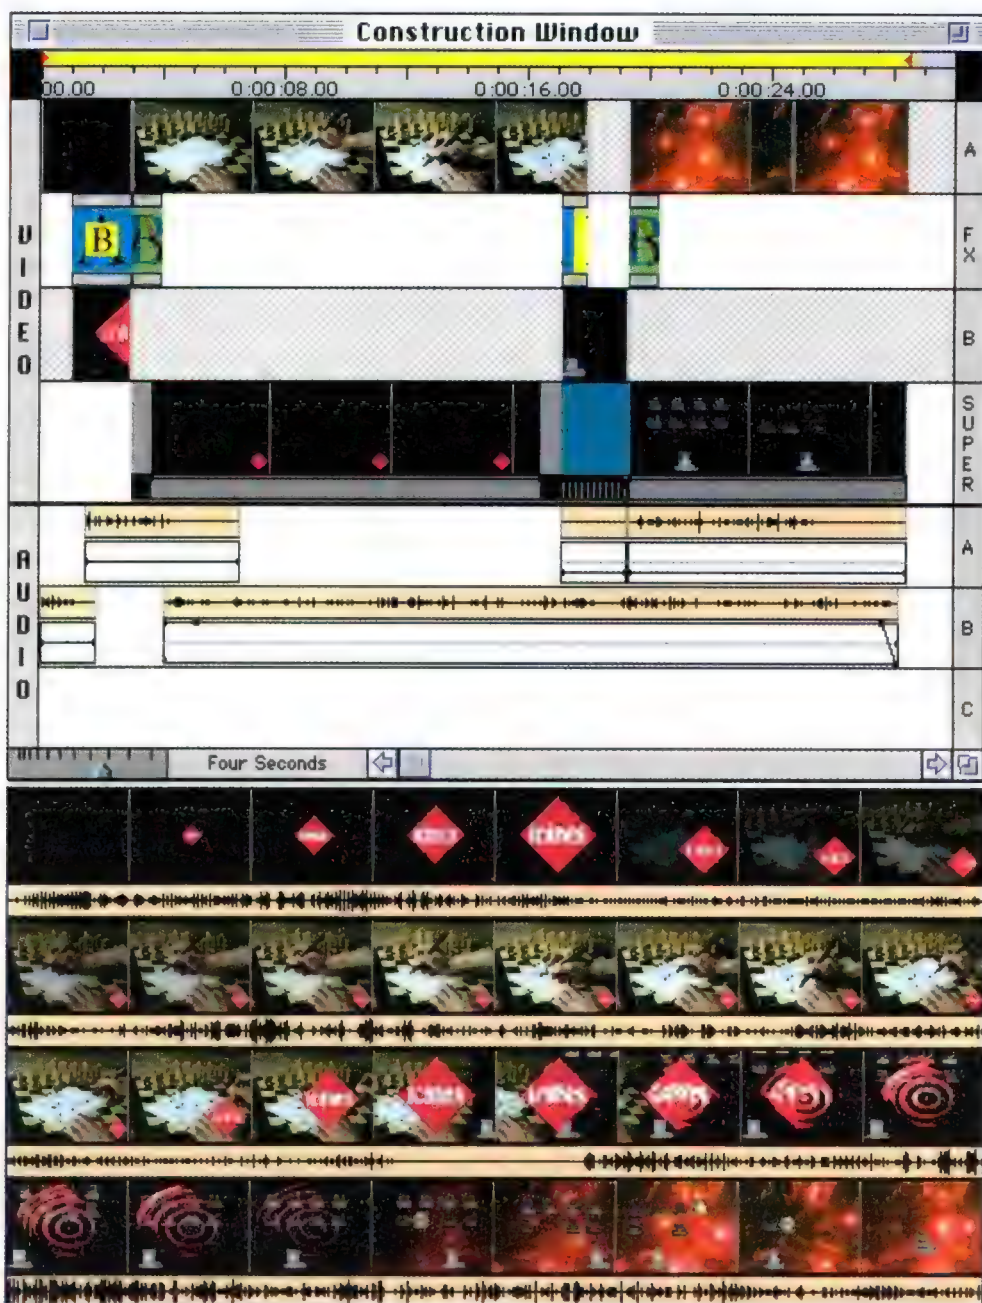 Construction Window
00.00 0:00:08.00 0:00:16.00 0:00:24.00
VIDEO
A
B
FX
B
B
SUPER
AUDIO
A
B
C
Four Seconds